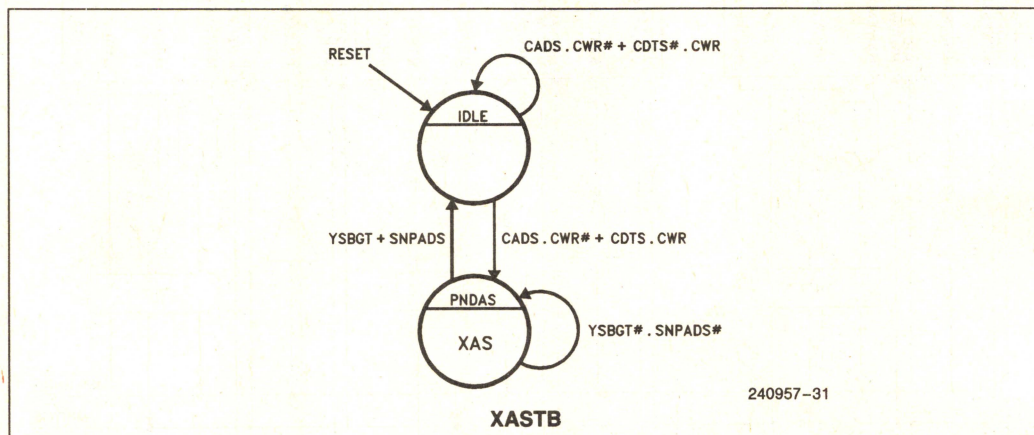 RESET
CADS.CWR# + CDTS#.CWR
IDLE
YSBGT + SNPADS
CADS.CWR# + CDTS.CWR
PNDAS
XAS
YSBGT#.SNPADS#
240957-31
XASTB